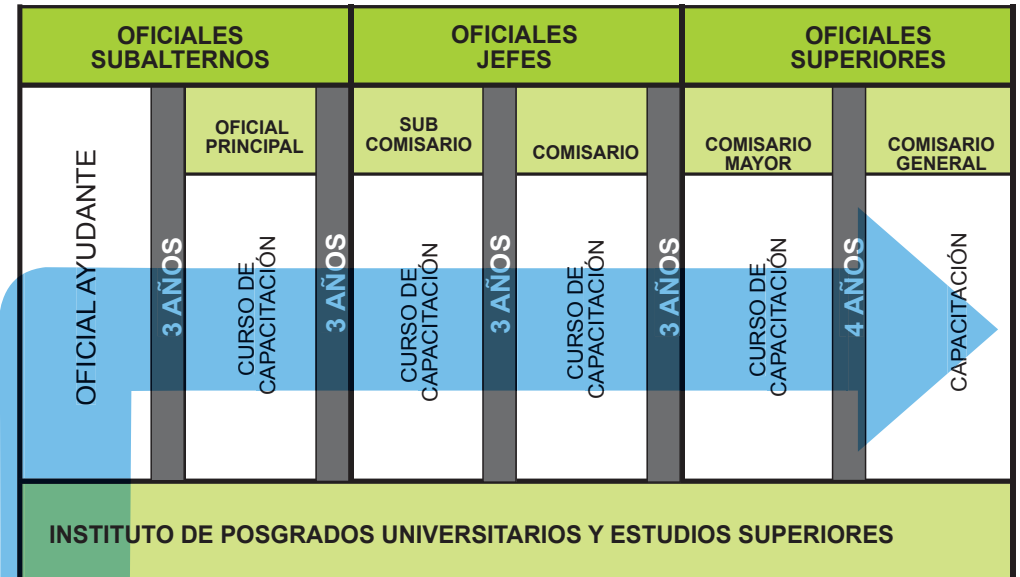 OFICIALES
SUBALTERNOS
OFICIALES
JEFES
OFICIALES
SUPERIORES
OFICIAL AYUDANTE
3 AÑOS
OFICIAL
PRINCIPAL
CURSO DE
CAPACITACIÓN
3 AÑOS
SUB
COMISARIO
CURSO DE
CAPACITACIÓN
3 AÑOS
COMISARIO
CURSO DE
CAPACITACIÓN
3 AÑOS
COMISARIO
MAYOR
CURSO DE
CAPACITACIÓN
4 AÑOS
COMISARIO
GENERAL
CAPACITACIÓN
INSTITUTO DE POSGRADOS UNIVERSITARIOS Y ESTUDIOS SUPERIORES